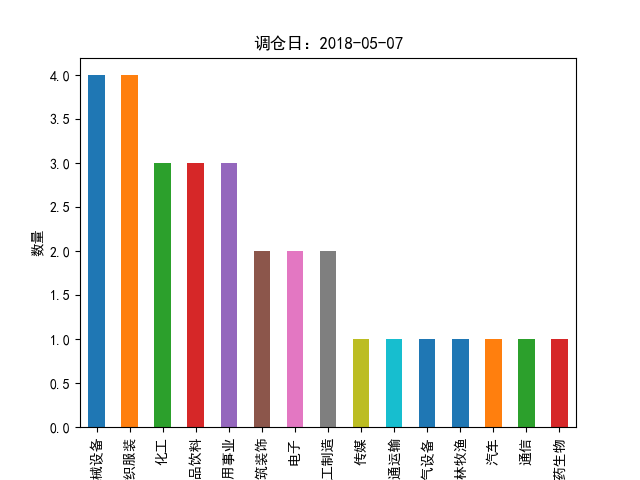 调仓日：2018-05-07
数量
4.0
3.5
3.0
2.5
2.0
1.5
1.0
0.5
0.0
械设备
织服装
化工
品饮料
用事业
筑装饰
电子
工制造
传媒
通运输
气设备
林牧渔
汽车
通信
药生物